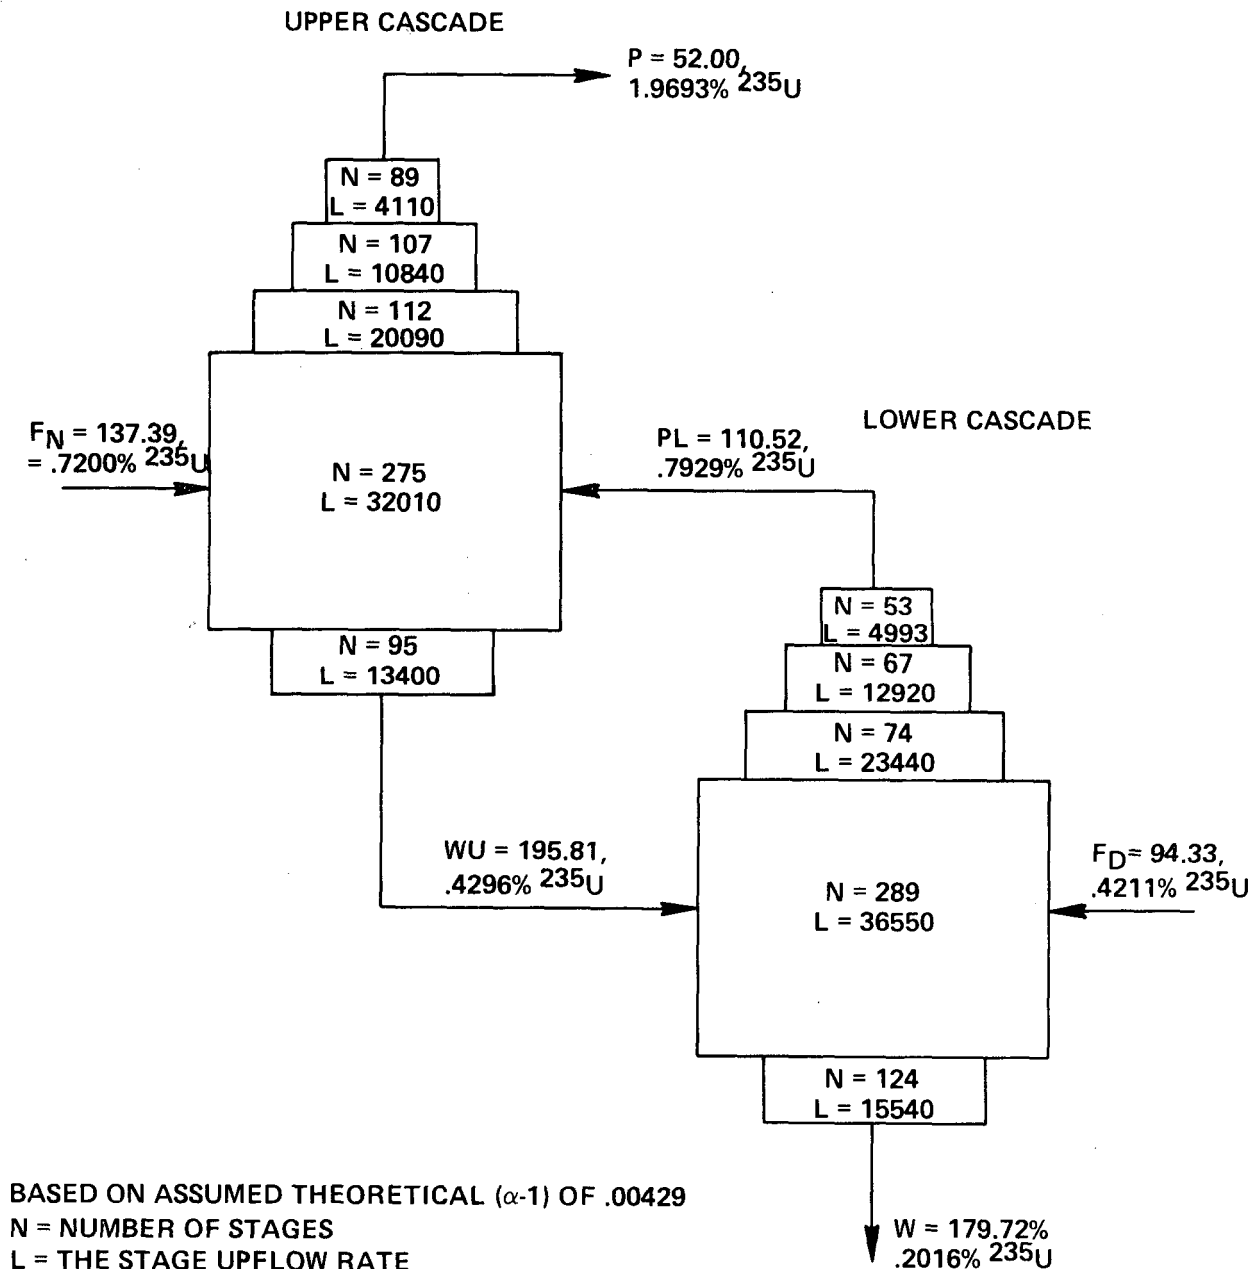 UPPER CASCADE
P = 52.00,
1.9693% 235U
N = 89
L = 4110
N = 107
L = 10840
N = 112
L = 20090
FN = 137.39,
= .7200% 235U
N = 275
L = 32010
LOWER CASCADE
PL = 110.52,
.7929% 235U
N = 95
L = 13400
N = 53
L = 4993
N = 67
L = 12920
N = 74
L = 23440
WU = 195.81,
.4296% 235U
N = 289
L = 36550
FD= 94.33,
.4211% 235U
N = 124
L = 15540
W = 179.72%
.2016% 235U
BASED ON ASSUMED THEORETICAL (α-1) OF .00429
N = NUMBER OF STAGES
L = THE STAGE UPFLOW RATE